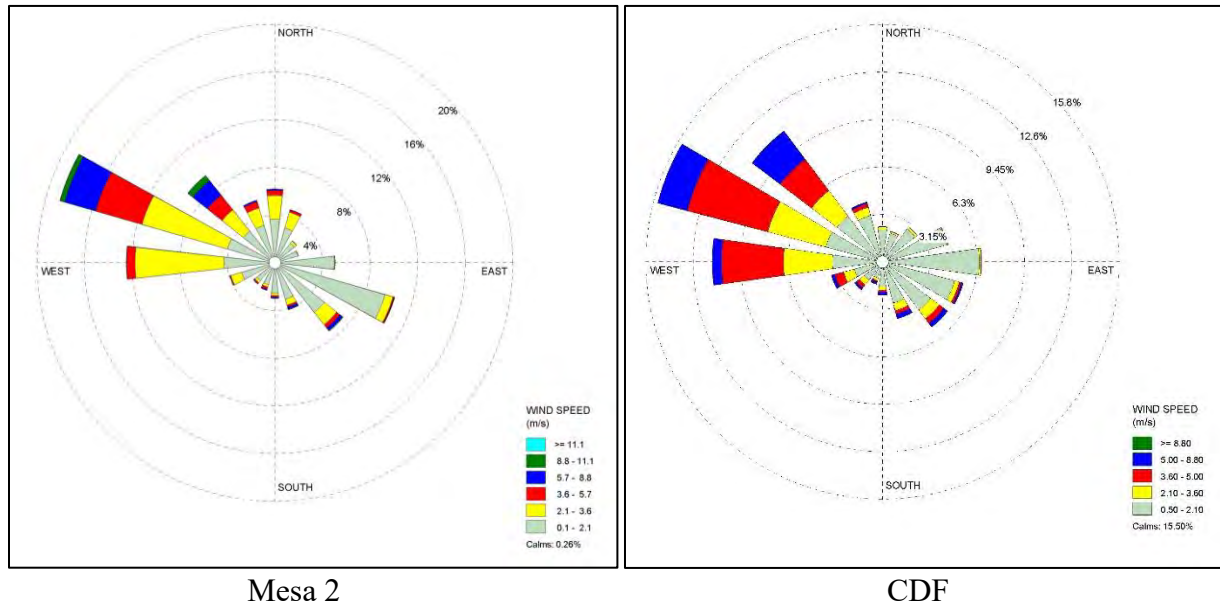 NORTH
20%
16%
12%
8%
4%
WEST
EAST
SOUTH
WIND SPEED
(m/s)
>= 11.1
8.8 - 11.1
5.7 - 8.8
3.6 - 5.7
2.1 - 3.6
0.1 - 2.1
Calms: 0.26%
Mesa 2
NORTH
15.8%
12.6%
9.45%
6.3%
3.15%
WEST
EAST
SOUTH
WIND SPEED
(m/s)
>= 8.80
5.00 - 8.80
3.60 - 5.00
2.10 - 3.60
0.50 - 2.10
Calms: 15.50%
CDF